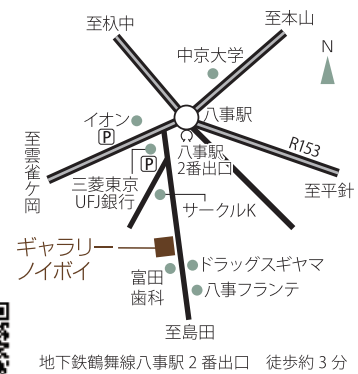 至杁中
至本山
N
中京大学
八事駅
イオン
P
八事駅
2番出口
R153
至雲雀ヶ岡
P
三菱東京
UFJ銀行
至平針
サークルK
ギャラリー
ノイボイ
富田
歯科
ドラッグスギヤマ
八事フランテ
至島田
地下鉄鶴舞線八事駅2番出口　徒歩約3分